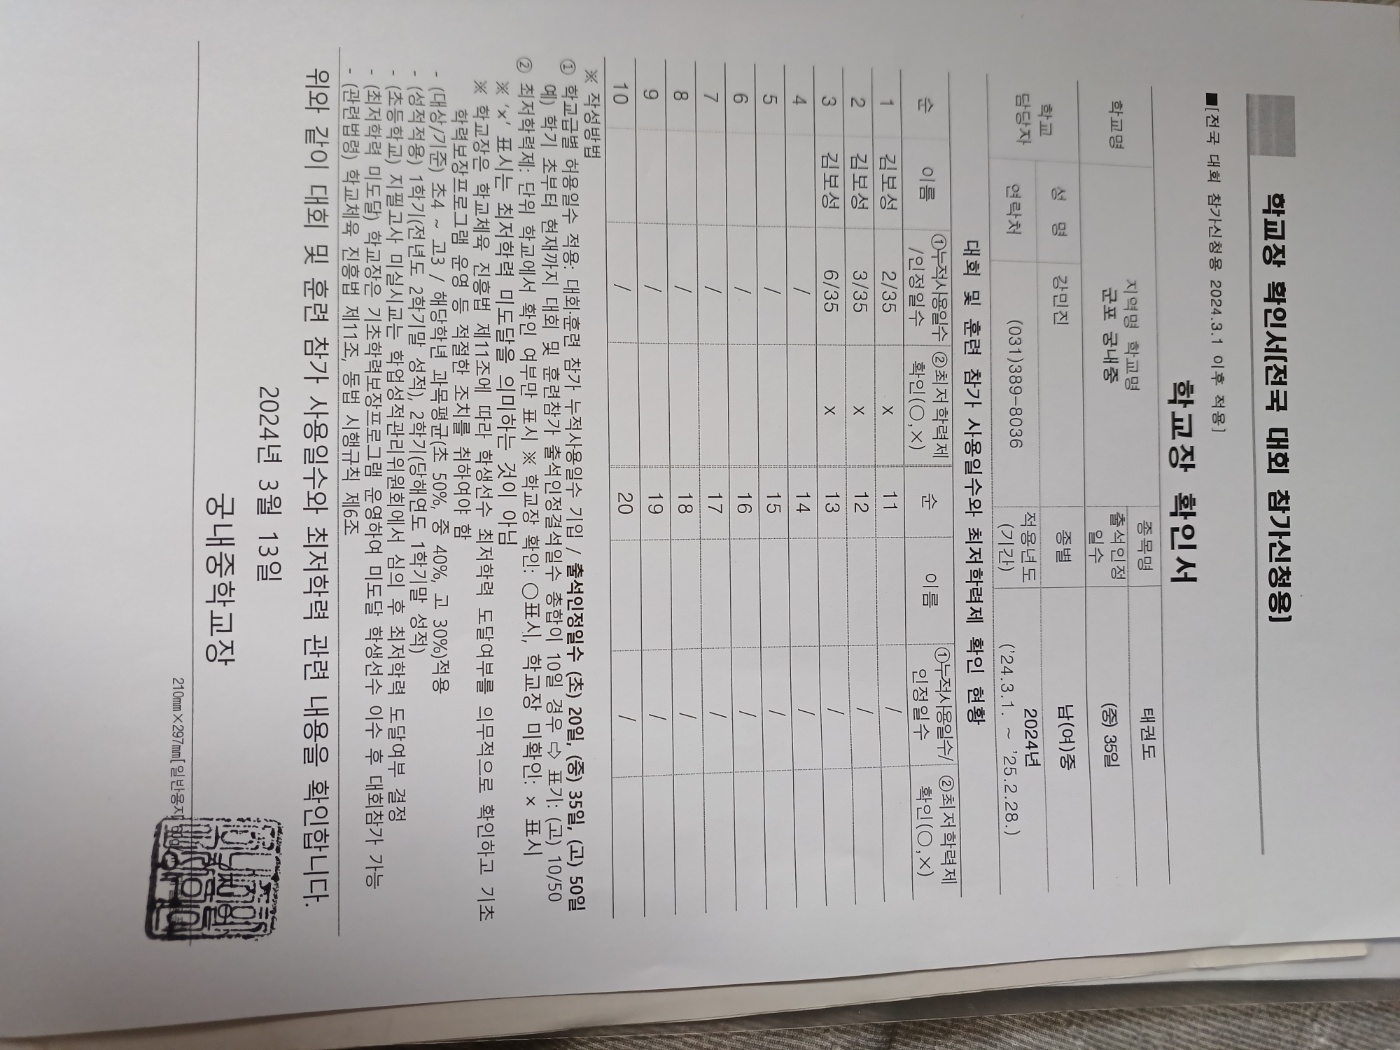 학교장 확인서[전국 대회 참가신청용]
■[전국 대회 참가신청용 2024.3.1 이후 적용]
학교장 확인서
학교명 지역명 학교명 종목명 태권도
군포 궁내중 출석인정일수 (중) 35일
학교 담당자 성 명 강민진 종별 남(여)중
연락처 (031)389-8036 적용년도(기간) 2024년
('24.3.1. ~ '25.2.28.)
대회 및 훈련 참가 사용일수와 최저학력제 확인 현황
순 이름 ①누적사용일수/인정일수 ②최저학력제 확인(○,×) 순 이름 ①누적사용일수/인정일수 ②최저학력제 확인(○,×)
1 김보성 2/35 x 11 /
2 김보성 3/35 x 12 /
3 김보성 6/35 x 13 /
4 / 14 /
5 / 15 /
6 / 16 /
7 / 17 /
8 / 18 /
9 / 19 /
10 / 20 /
※ 작성방법
① 학교급별 허용일수 적용: 대회·훈련 참가 누적사용일수 기입 / 출석인정일수 (초) 20일, (중) 35일, (고) 50일
예) 학기 초부터 현재까지 대회 및 훈련참가 출석인정결석일수 총합이 10일 경우 ⇨ 표기: (고) 10/50
② 최저학력제: 단위 학교에서 확인 여부만 표시 ※ 학교장 확인: ○표시, 학교장 미확인: × 표시
※ '×' 표시는 최저학력 미도달을 의미하는 것이 아님
※ 학교장은 학교체육 진흥법 제11조에 따라 학생선수 최저학력 도달여부를 의무적으로 확인하고 기초
학력보장프로그램 운영 등 적절한 조치를 취하여야 함
- (대상/기준) 초4 ~ 고3 / 해당학년 과목평균(초 50%, 중 40%, 고 30%)적용
- (성적적용) 1학기(전년도 2학기말 성적), 2학기(당해연도 1학기말 성적)
- (초등학교) 지필고사 미실시교는 학업성적관리위원회에서 심의 후 최저학력 도달여부 결정
- (최저학력 미도달) 학교장은 기초학력보장프로그램 운영하여 미도달 학생선수 이수 후 대회참가 가능
- (관련법령) 학교체육 진흥법 제11조, 동법 시행규칙 제6조
위와 같이 대회 및 훈련 참가 사용일수와 최저학력 관련 내용을 확인합니다.
2024년 3월 13일
궁내중학교장
210㎜×297㎜[일반용지